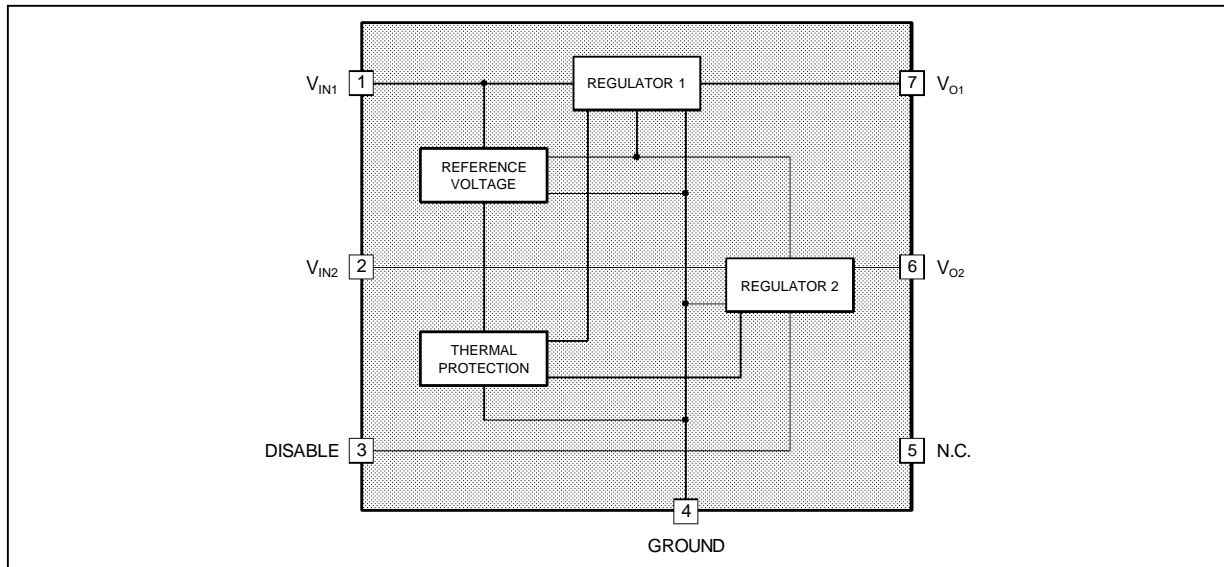 REGULATOR 1
V_IN1 1
7 V_O1
REFERENCE
VOLTAGE
V_IN2 2
6 V_O2
REGULATOR 2
THERMAL
PROTECTION
DISABLE 3
5 N.C.
4
GROUND